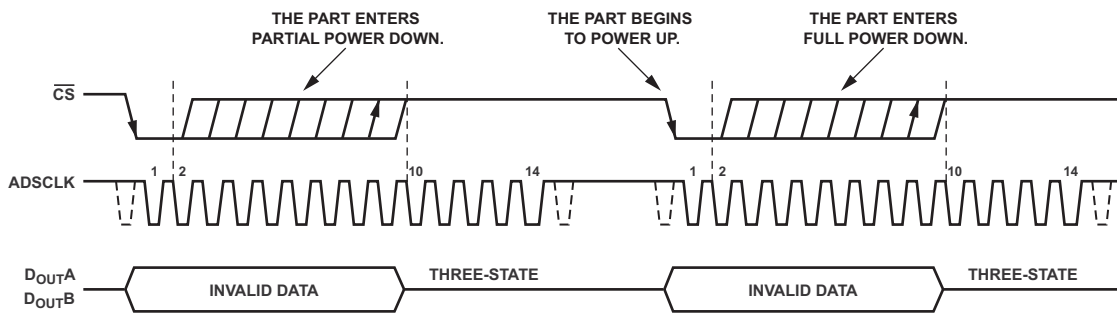 THE PART ENTERS
PARTIAL POWER DOWN.
THE PART BEGINS
TO POWER UP.
THE PART ENTERS
FULL POWER DOWN.
CS
ADSCLK
1 2 10 14 1 2 10 14
DOUTA
DOUTB
INVALID DATA
THREE-STATE
INVALID DATA
THREE-STATE